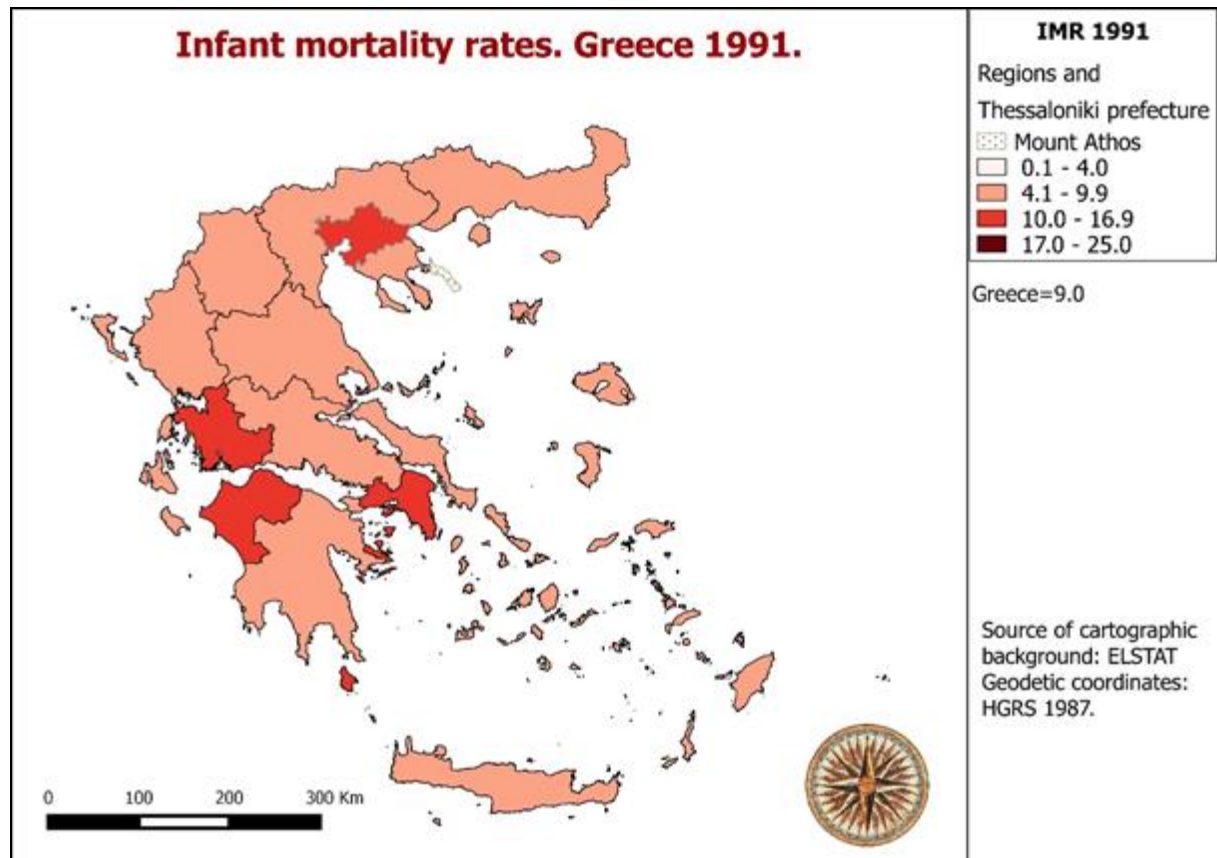 Infant mortality rates. Greece 1991.
IMR 1991
Regions and
Thessaloniki prefecture
Mount Athos
0.1 - 4.0
4.1 - 9.9
10.0 - 16.9
17.0 - 25.0
Greece=9.0
Source of cartographic
background: ELSTAT
Geodetic coordinates:
HGRS 1987.
0 100 200 300 Km